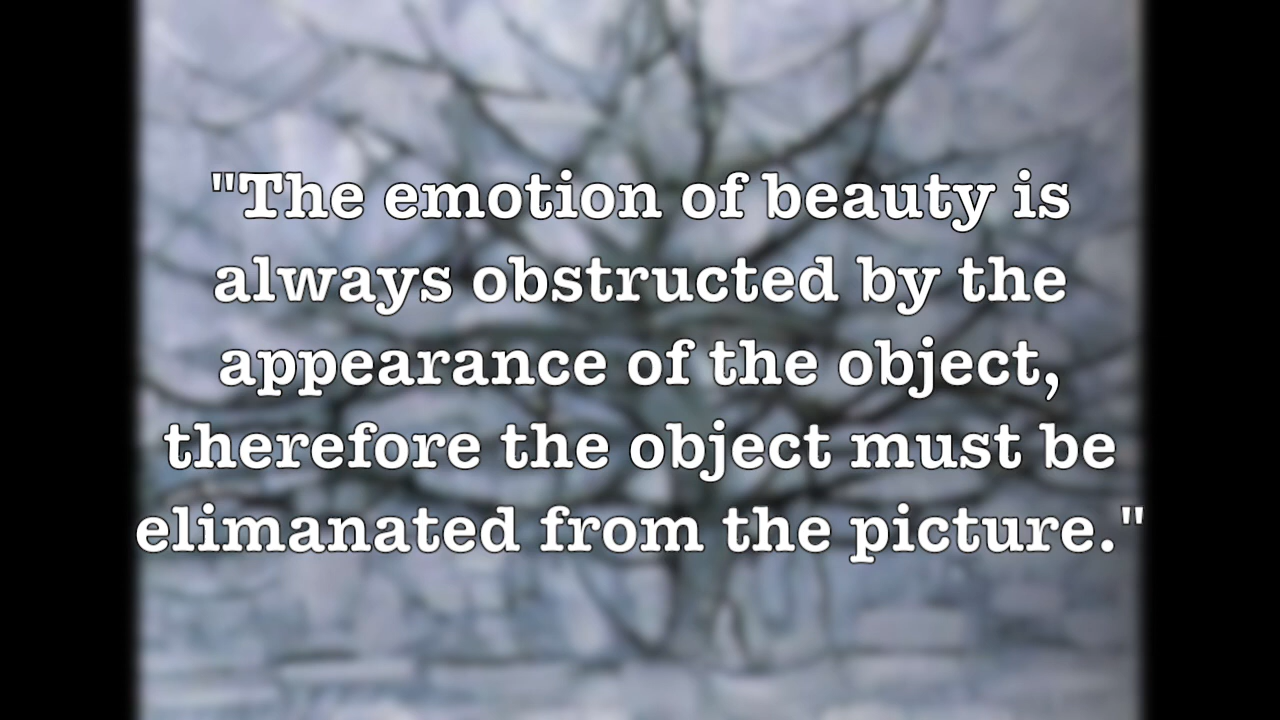 "The emotion of beauty is
always obstructed by the
appearance of the object,
therefore the object must be
elimanated from the picture."